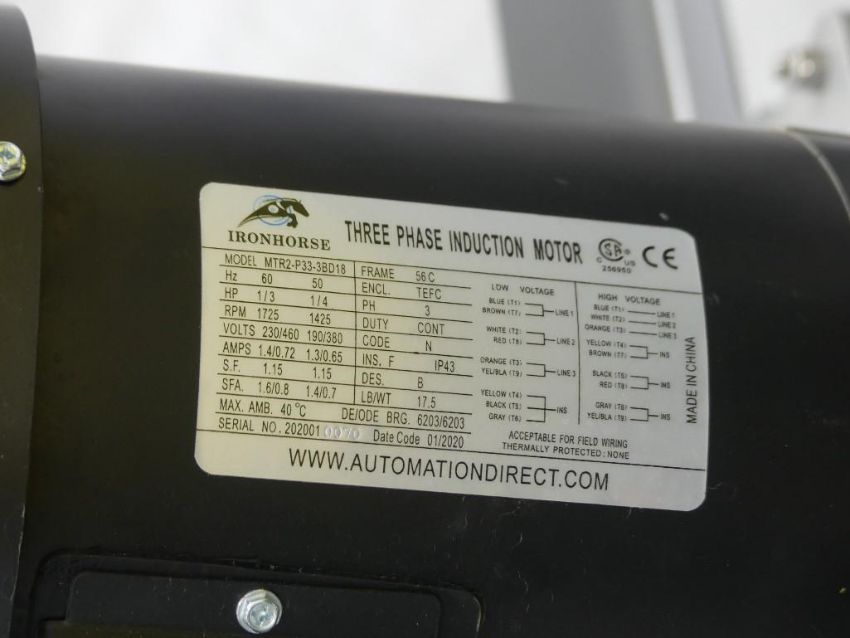 IRONHORSE
THREE PHASE INDUCTION MOTOR
C US
256950
CE
MODEL MTR2-P33-3BD18
Hz 60 50
HP 1/3 1/4
RPM 1725 1425
VOLTS 230/460 190/380
AMPS 1.4/0.72 1.3/0.65
S.F. 1.15 1.15
SFA. 1.6/0.8 1.4/0.7
FRAME 56C
ENCL. TEFC
PH 3
DUTY CONT
CODE N
INS. F IP43
DES. B
LB/WT 17.5
MAX. AMB. 40°C DE/ODE BRG. 6203/6203
SERIAL NO. 202001 0070 Date Code 01/2020
LOW VOLTAGE
BLUE (T1)
BROWN (T7) LINE 1
WHITE (T2)
RED (T8) LINE 2
ORANGE (T3)
YEL/BLA (T9) LINE 3
YELLOW (T4)
BLACK (T5) INS
GRAY (T6)
HIGH VOLTAGE
BLUE (T1) LINE 1
WHITE (T2) LINE 2
ORANGE (T3) LINE 3
YELLOW (T4)
BROWN (T7) INS
BLACK (T5)
RED (T8) INS
GRAY (T6)
YEL/BLA (T9) INS
ACCEPTABLE FOR FIELD WIRING
THERMALLY PROTECTED: NONE
MADE IN CHINA
WWW.AUTOMATIONDIRECT.COM